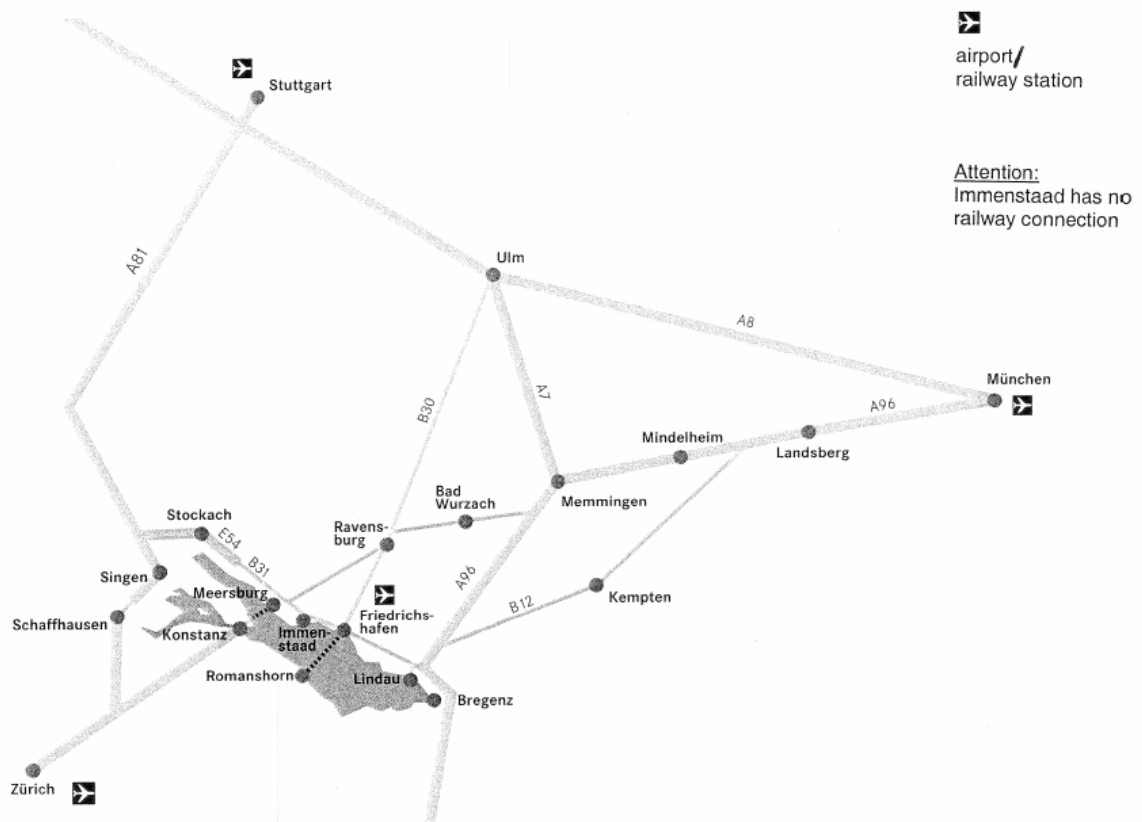 airport/
railway station
Attention:
Immenstaad has no
railway connection
Stuttgart
A81
Ulm
A8
München
A7
B30
A96
Mindelheim
Landsberg
Memmingen
Bad
Wurzach
Stockach
Ravens-
burg
E54
B31
A96
Singen
Meersburg
Kempten
B12
Friedrichs-
hafen
Schaffhausen
Konstanz
Immen-
staad
Romanshorn
Lindau
Bregenz
Zürich